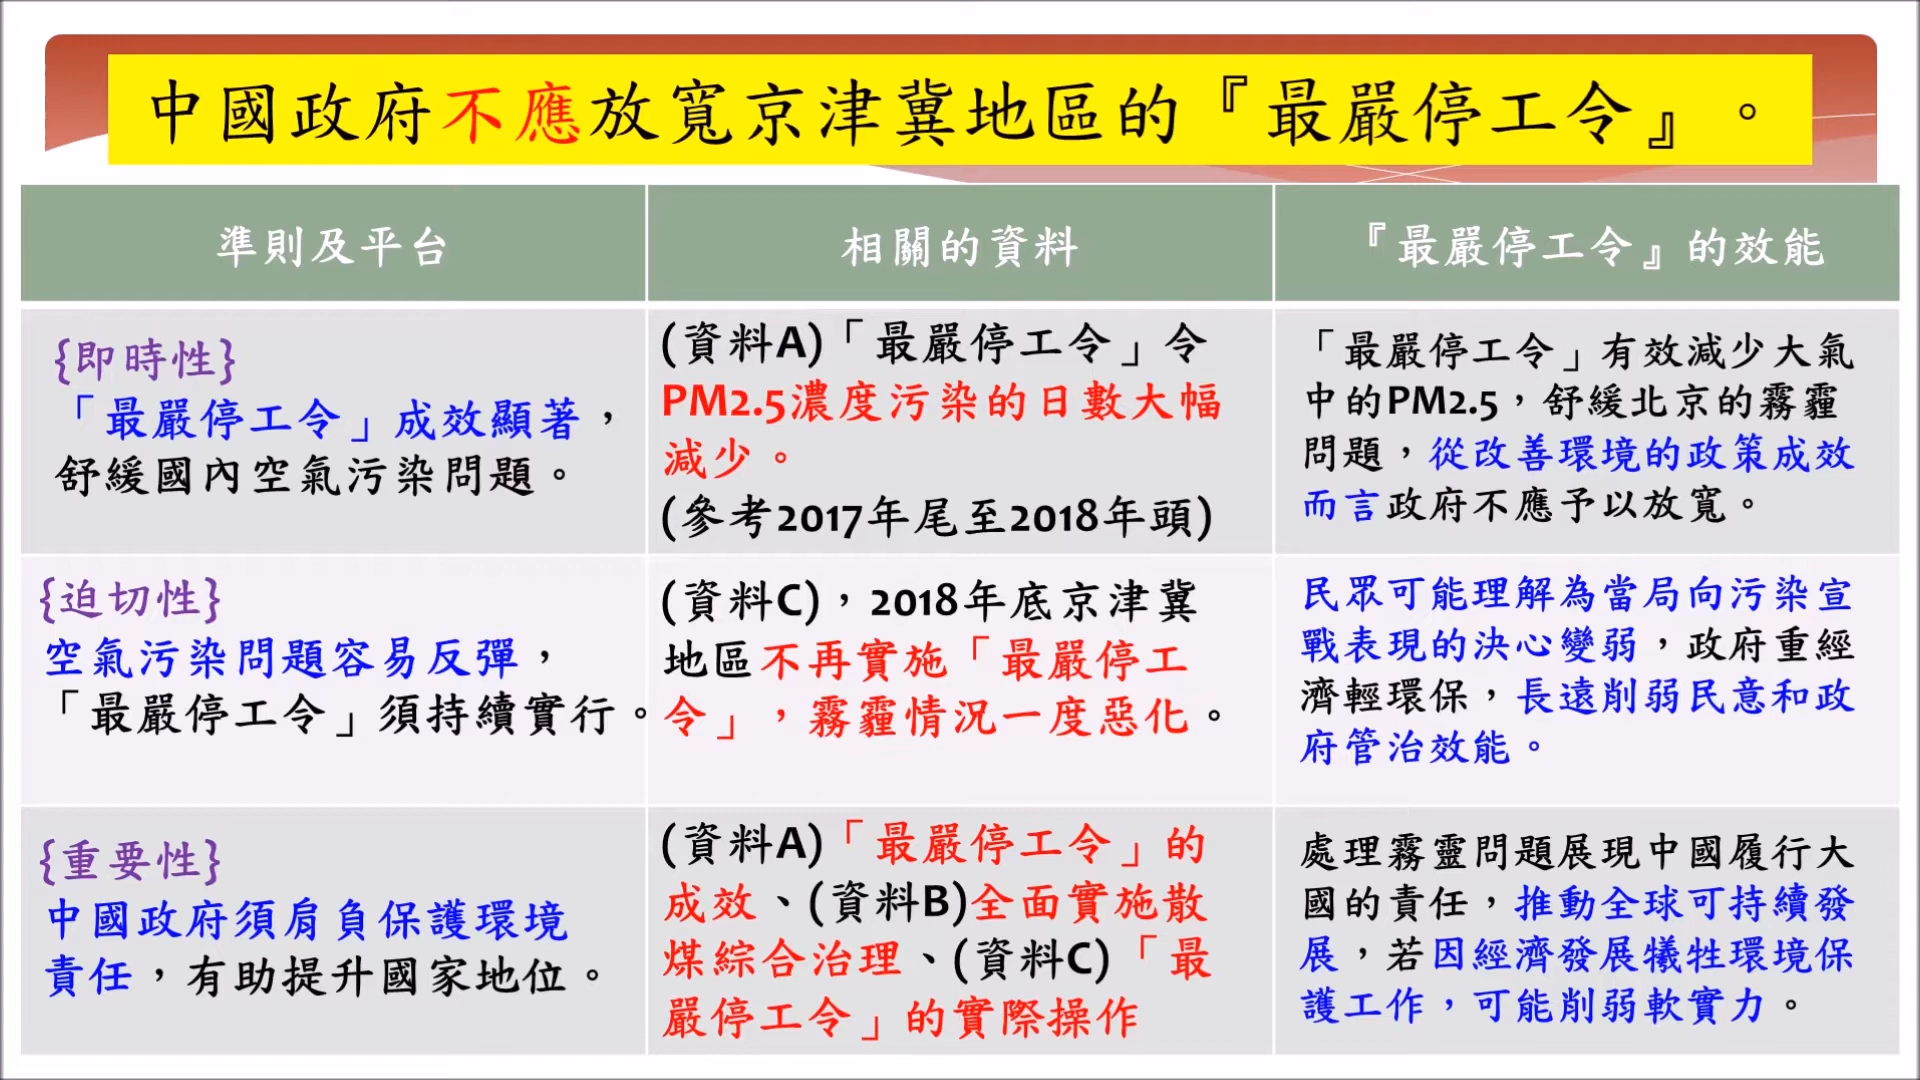 中國政府不應放寬京津冀地區的『最嚴停工令』。
準則及平台
相關的資料
『最嚴停工令』的效能
{即時性}
「最嚴停工令」成效顯著，
舒緩國內空氣污染問題。
(資料A)「最嚴停工令」令
PM2.5濃度污染的日數大幅
減少。
(參考2017年尾至2018年頭)
「最嚴停工令」有效減少大氣
中的PM2.5，舒緩北京的霧霾
問題，從改善環境的政策成效
而言政府不應予以放寬。
{迫切性}
空氣污染問題容易反彈，
「最嚴停工令」須持續實行。
(資料C)，2018年底京津冀
地區不再實施「最嚴停工
令」，霧霾情況一度惡化。
民眾可能理解為當局向污染宣
戰表現的決心變弱，政府重經
濟輕環保，長遠削弱民意和政
府管治效能。
{重要性}
中國政府須肩負保護環境
責任，有助提升國家地位。
(資料A)「最嚴停工令」的
成效、(資料B)全面實施散
煤綜合治理、(資料C)「最
嚴停工令」的實際操作
處理霧靈問題展現中國履行大
國的責任，推動全球可持續發
展，若因經濟發展犧牲環境保
護工作，可能削弱軟實力。